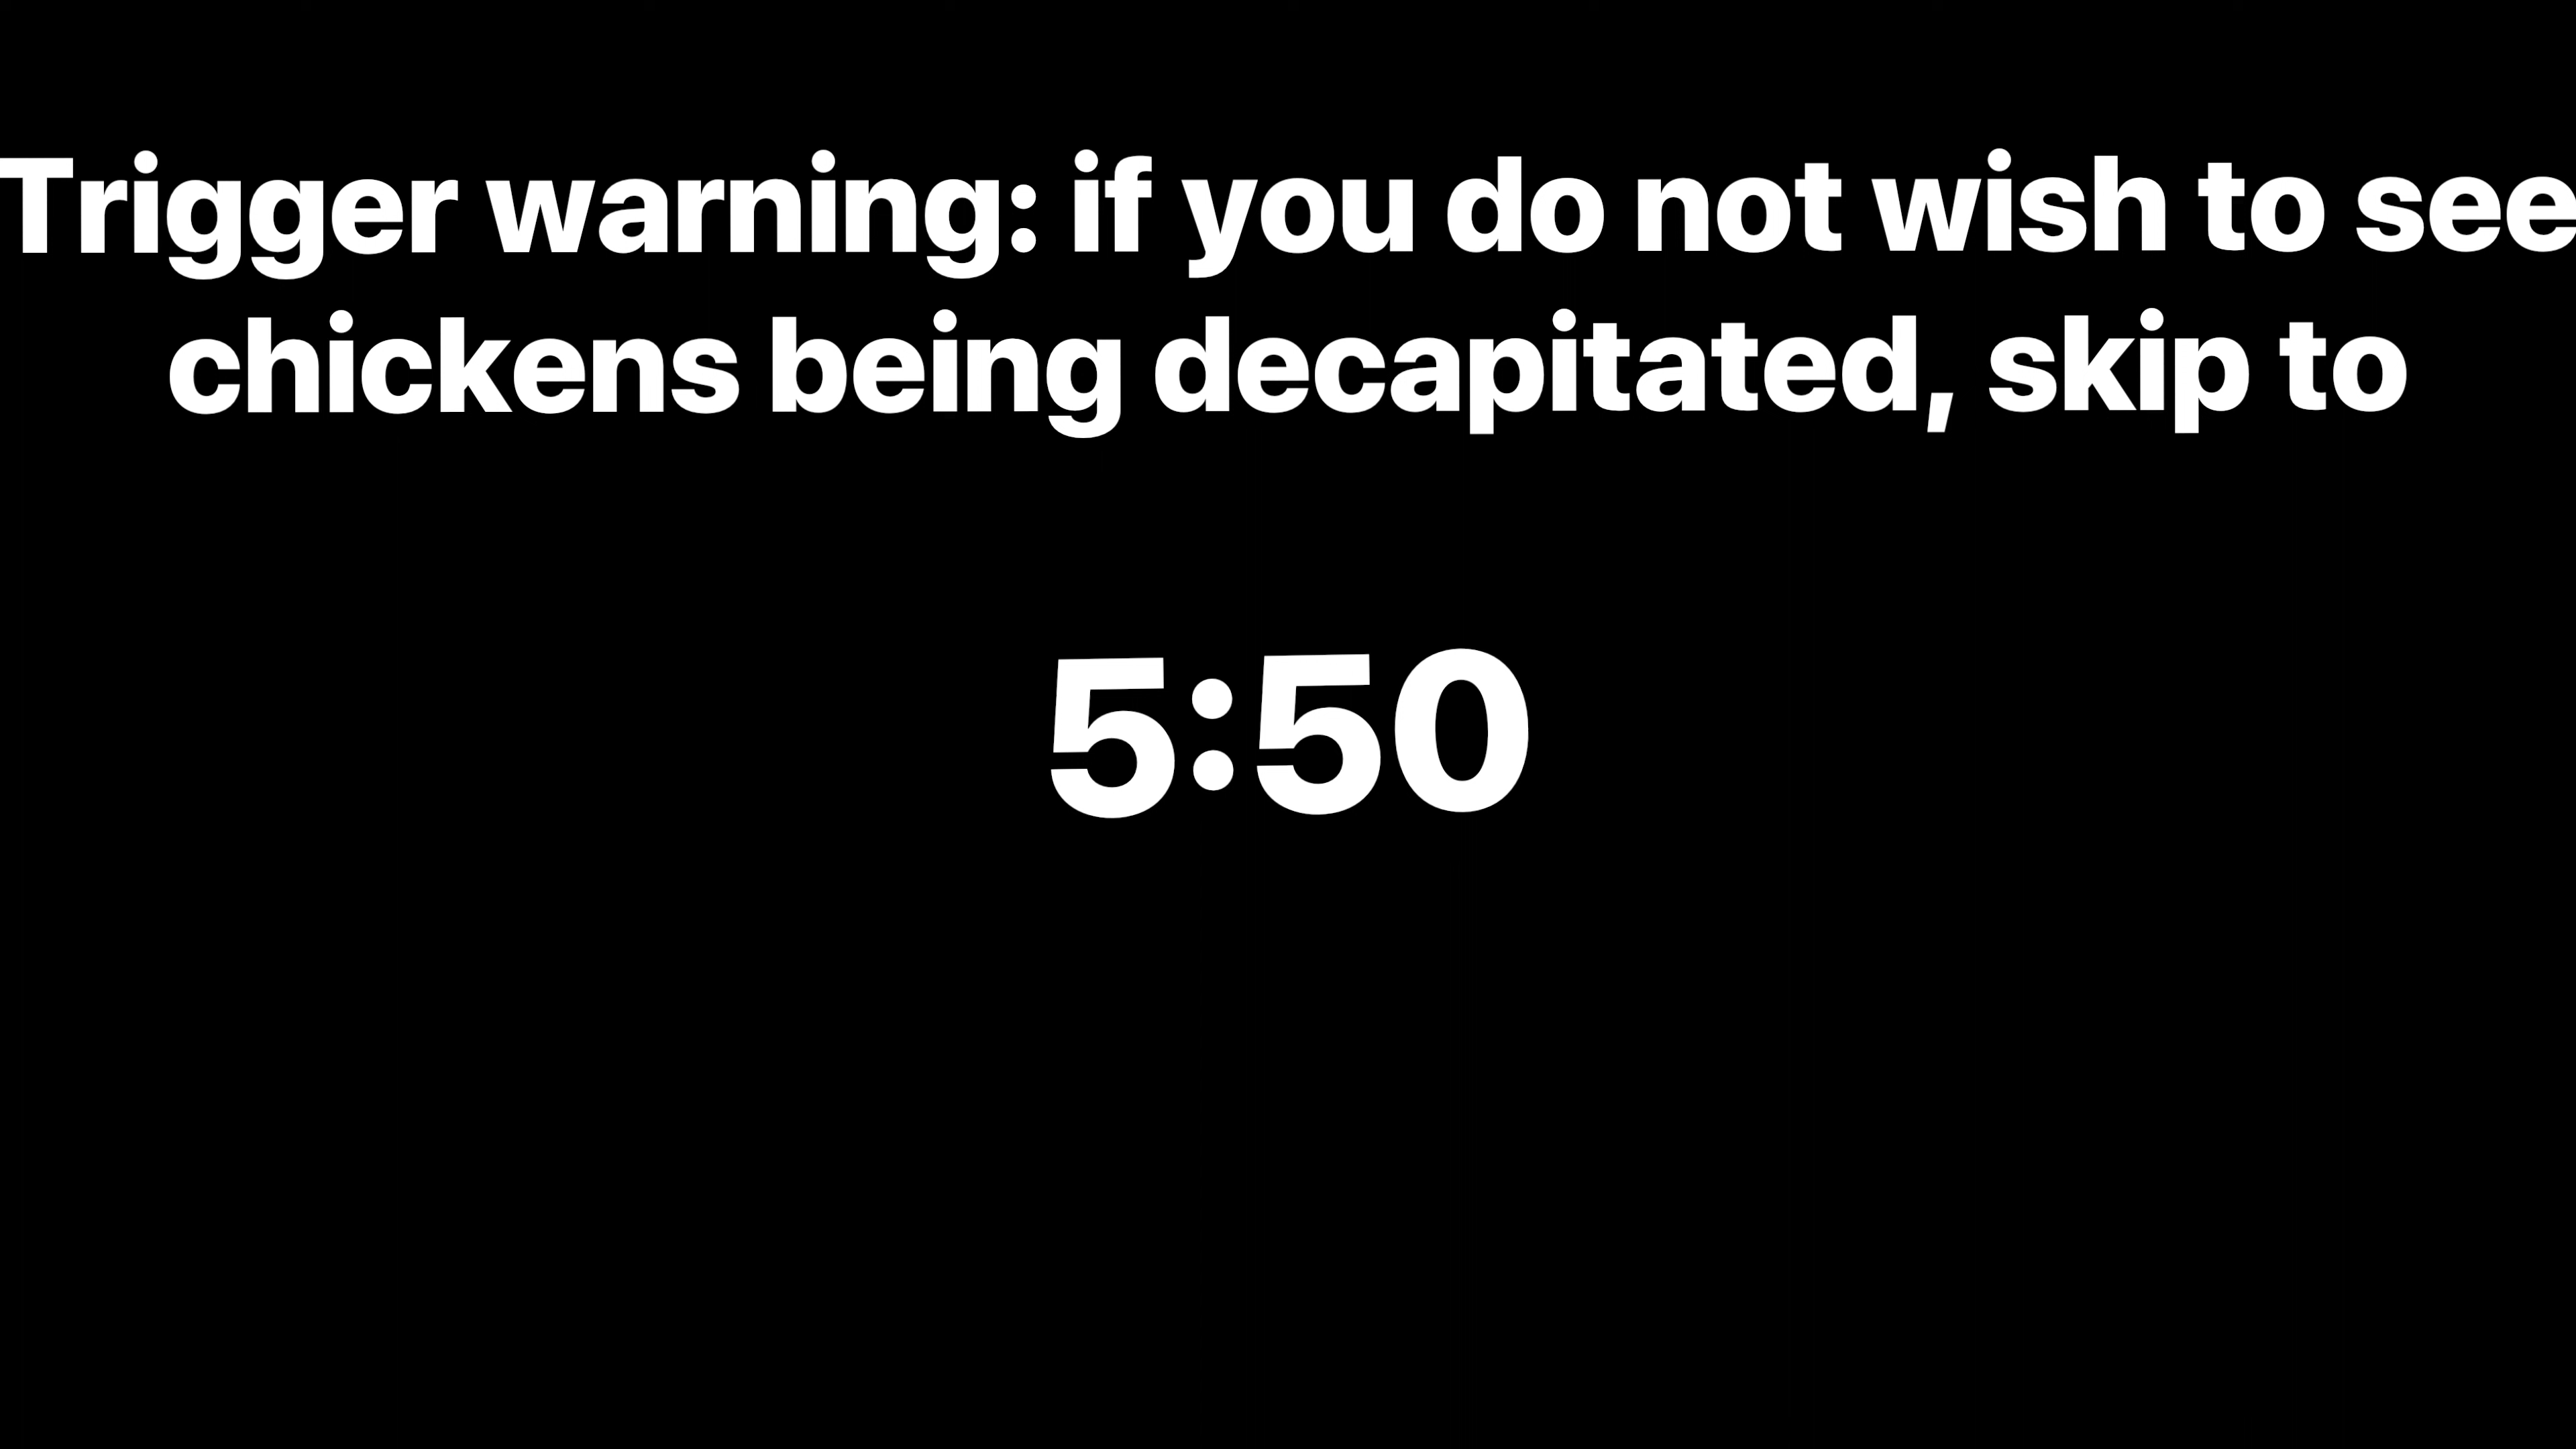 Trigger warning: if you do not wish to see
chickens being decapitated, skip to
5:50